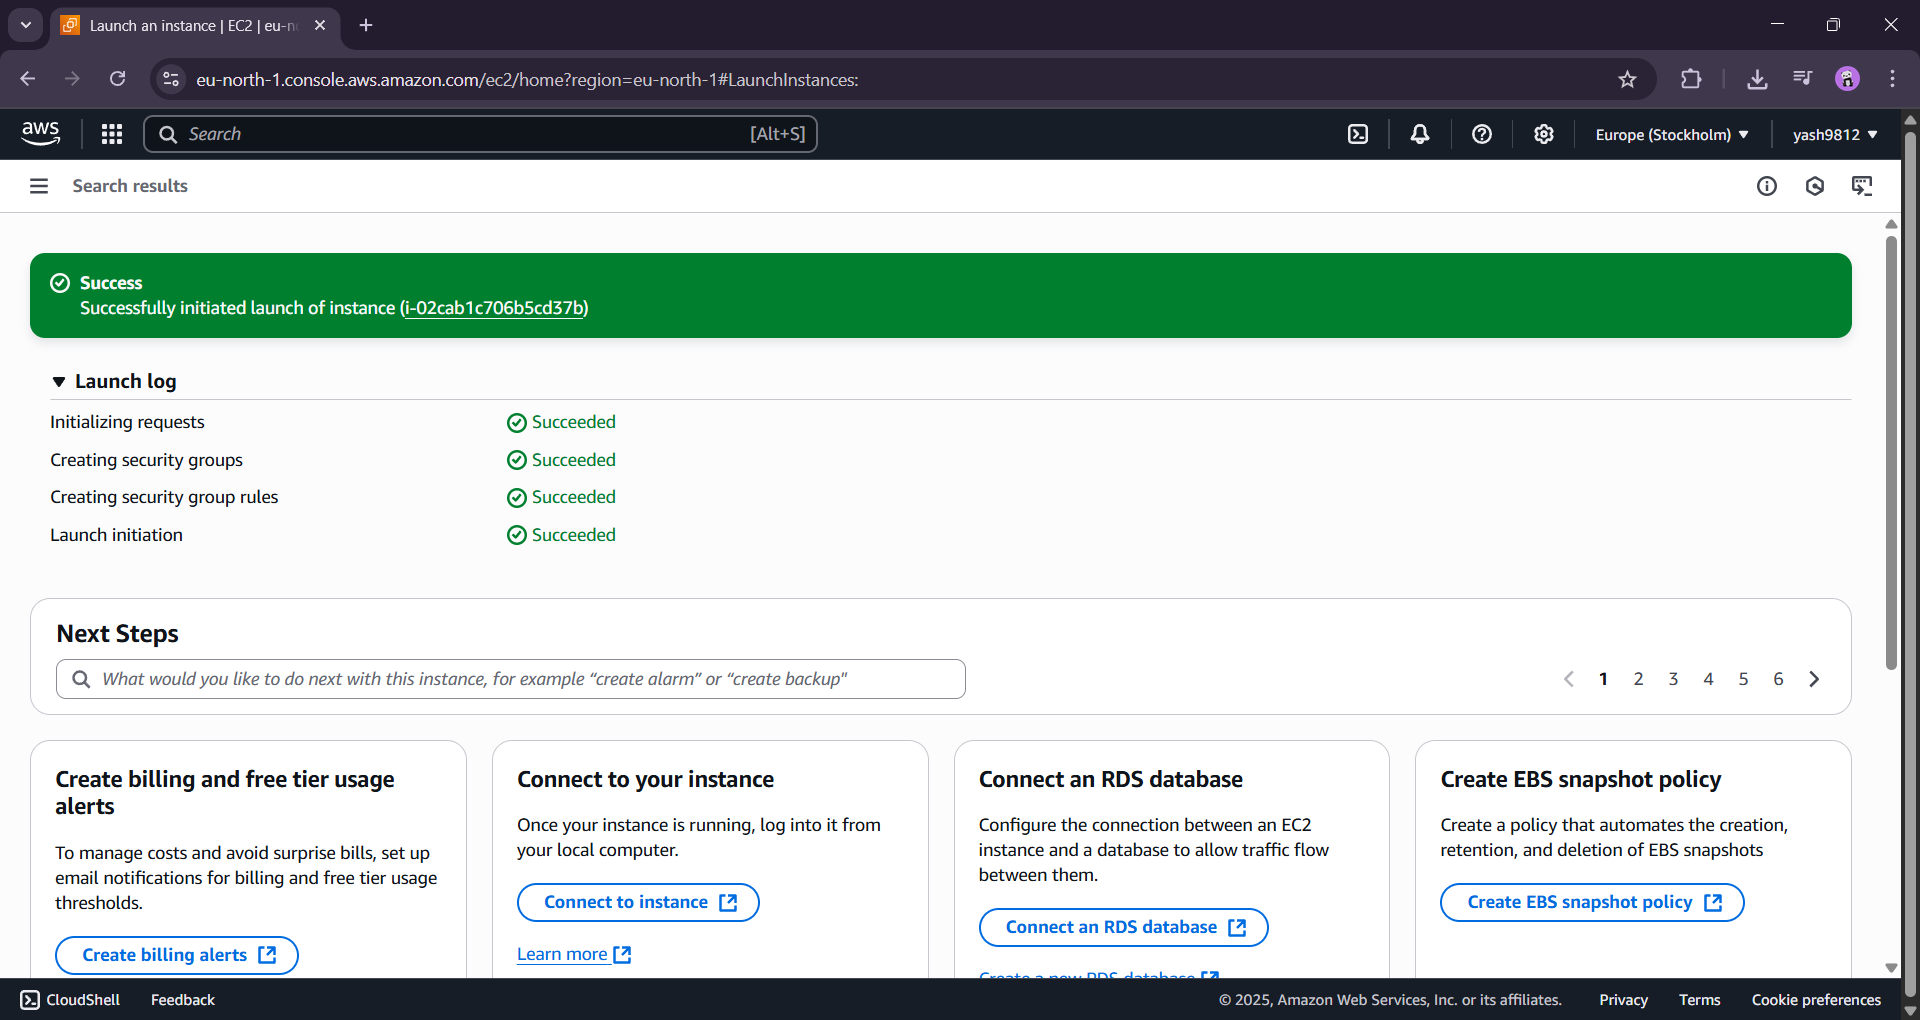 Launch an instance | EC2 | eu-n
eu-north-1.console.aws.amazon.com/ec2/home?region=eu-north-1#LaunchInstances:
aws
Search
[Alt+S]
Europe (Stockholm)
yash9812
Search results
Success
Successfully initiated launch of instance (i-02cab1c706b5cd37b)
Launch log
Initializing requests
Succeeded
Creating security groups
Succeeded
Creating security group rules
Succeeded
Launch initiation
Succeeded
Next Steps
What would you like to do next with this instance, for example “create alarm” or “create backup”
1 2 3 4 5 6
Create billing and free tier usage
alerts
To manage costs and avoid surprise bills, set up
email notifications for billing and free tier usage
thresholds.
Create billing alerts
Connect to your instance
Once your instance is running, log into it from
your local computer.
Connect to instance
Learn more
Connect an RDS database
Configure the connection between an EC2
instance and a database to allow traffic flow
between them.
Connect an RDS database
Create a new RDS database
Create EBS snapshot policy
Create a policy that automates the creation,
retention, and deletion of EBS snapshots
Create EBS snapshot policy
CloudShell
Feedback
© 2025, Amazon Web Services, Inc. or its affiliates.
Privacy
Terms
Cookie preferences